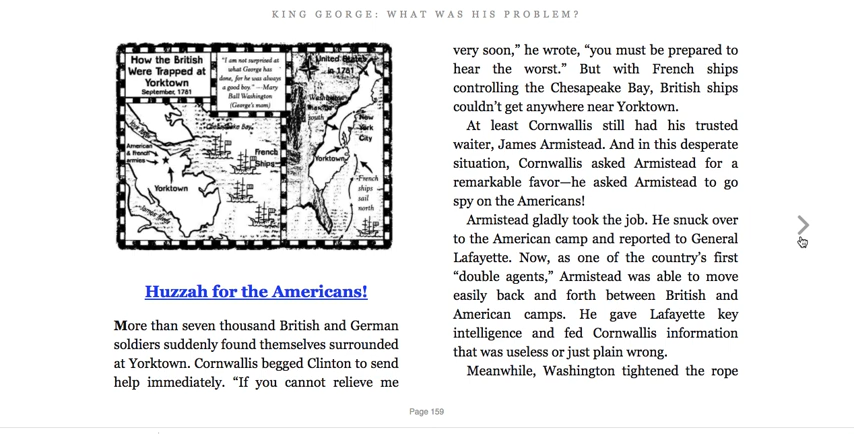 KING GEORGE: WHAT WAS HIS PROBLEM?
How the British
Were Trapped at
Yorktown
September, 1781
"I am not surprised at
what George has
done, for he was always
a good boy." —Mary
Ball Washington
(George's mom)
United States
in 1781
south
New
York
City
Chesapeake Bay
American
& French
armies
French
Ships
Yorktown
Yorktown
French
ships
sail
north
Huzzah for the Americans!
More than seven thousand British and German
soldiers suddenly found themselves surrounded
at Yorktown. Cornwallis begged Clinton to send
help immediately. “If you cannot relieve me
very soon,” he wrote, “you must be prepared to
hear the worst.” But with French ships
controlling the Chesapeake Bay, British ships
couldn’t get anywhere near Yorktown.
At least Cornwallis still had his trusted
waiter, James Armistead. And in this desperate
situation, Cornwallis asked Armistead for a
remarkable favor—he asked Armistead to go
spy on the Americans!
Armistead gladly took the job. He snuck over
to the American camp and reported to General
Lafayette. Now, as one of the country’s first
“double agents,” Armistead was able to move
easily back and forth between British and
American camps. He gave Lafayette key
intelligence and fed Cornwallis information
that was useless or just plain wrong.
Meanwhile, Washington tightened the rope
Page 159